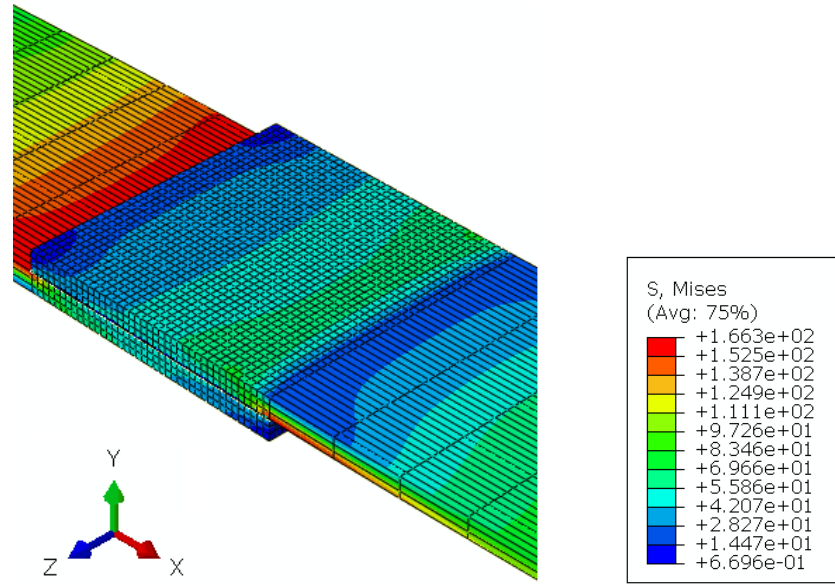 S, Mises
(Avg: 75%)
+1.663e+02
+1.525e+02
+1.387e+02
+1.249e+02
+1.111e+02
+9.726e+01
+8.346e+01
+6.966e+01
+5.586e+01
+4.207e+01
+2.827e+01
+1.447e+01
+6.696e-01
Y
Z
X